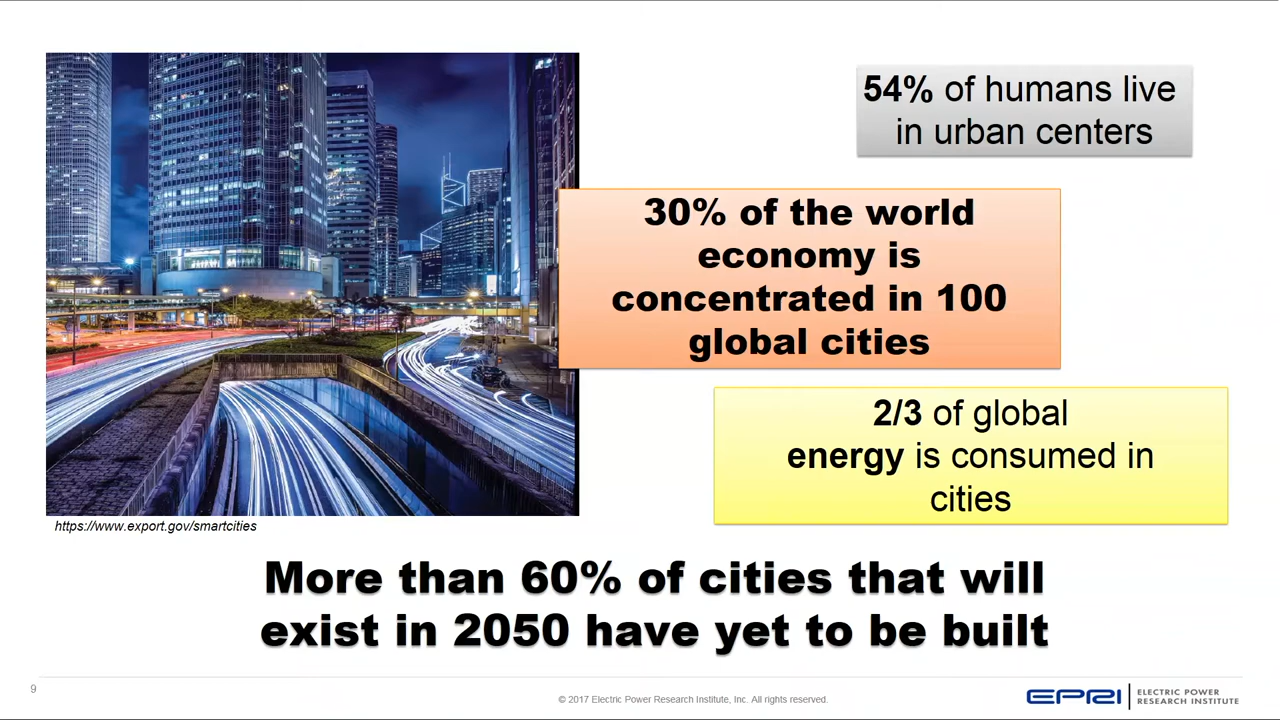 54% of humans live
in urban centers
30% of the world
economy is
concentrated in 100
global cities
2/3 of global
energy is consumed in
cities
https://www.export.gov/smartcities
More than 60% of cities that will
exist in 2050 have yet to be built
9
© 2017 Electric Power Research Institute, Inc. All rights reserved.
EPRI
ELECTRIC POWER
RESEARCH INSTITUTE